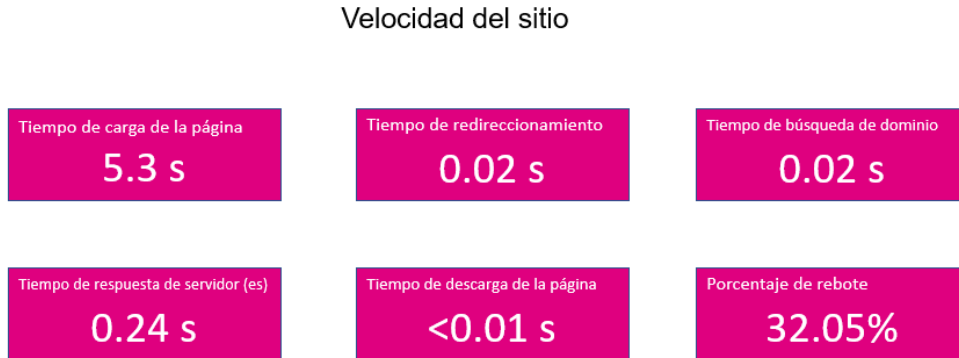 Velocidad del sitio
Tiempo de carga de la página
5.3 s
Tiempo de redireccionamiento
0.02 s
Tiempo de búsqueda de dominio
0.02 s
Tiempo de respuesta de servidor (es)
0.24 s
Tiempo de descarga de la página
<0.01 s
Porcentaje de rebote
32.05%